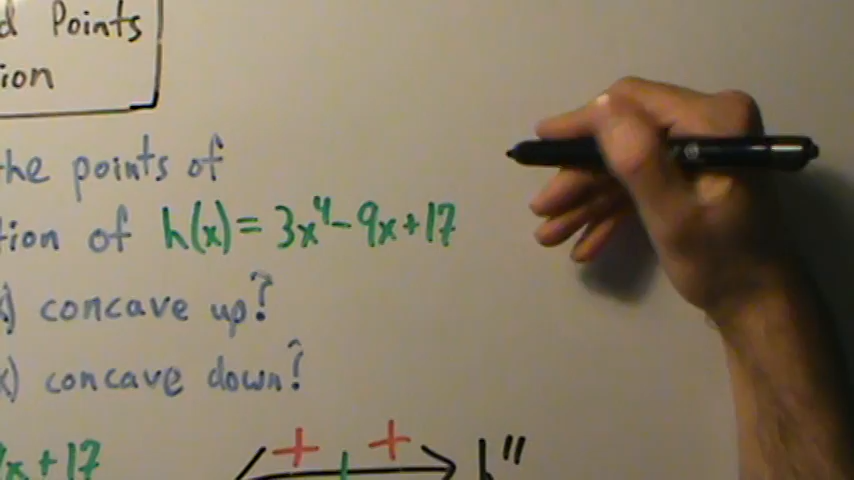 d Points
ion
the points of
tion of h(x) = 3x⁴ - 9x + 17
x) concave up?
x) concave down?
x + 17
+ +
h"